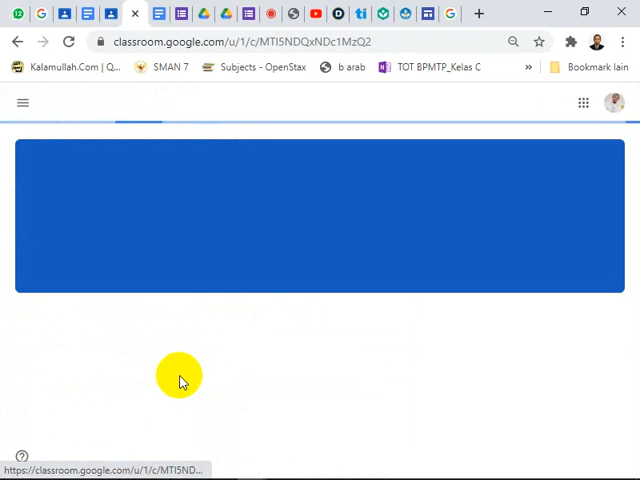 classroom.google.com/u/1/c/MTI5NDQxNDc1MzQ2
Kalamullah.Com | Q...
SMAN 7
Subjects - OpenStax
b arab
TOT BPMTP_Kelas C
»
Bookmark lain
https://classroom.google.com/u/1/c/MTI5ND...